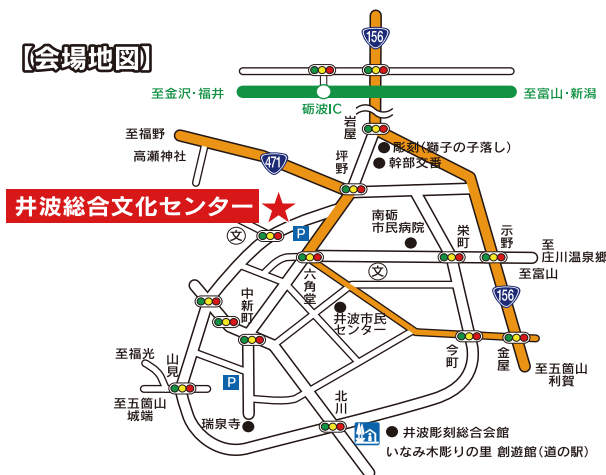 【会場地図】
156
至金沢・福井
至富山・新潟
砺波IC
岩屋
至福野
彫刻(獅子の子落し)
高瀬神社
471
坪野
幹部交番
井波総合文化センター
南砺
市民病院
栄町
示野
文
P
至
庄川温泉郷
至富山
六角堂
文
中新町
156
井波市民
センター
至福光
山見
今町
金屋
至五箇山
利賀
P
至五箇山
城端
北川
瑞泉寺
井波彫刻総合会館
いなみ木彫りの里 創遊館(道の駅)